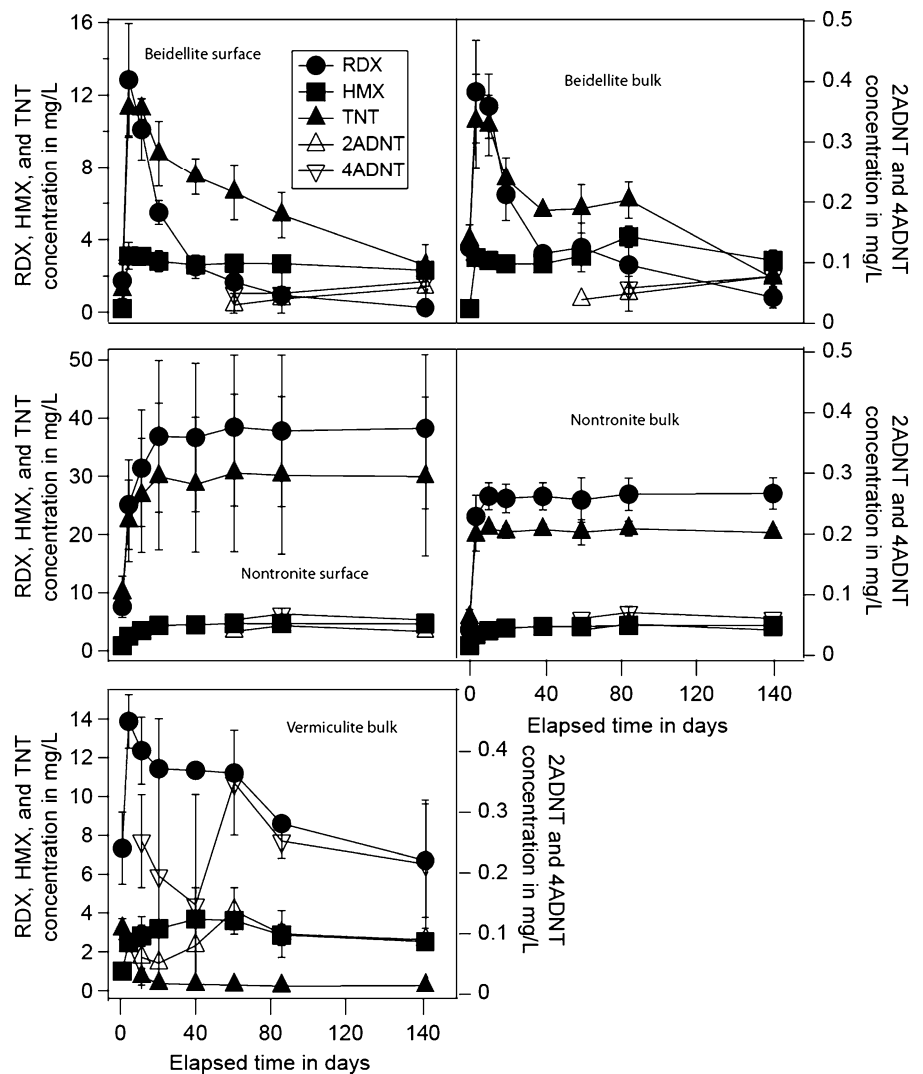 RDX, HMX, and TNT
concentration in mg/L
16
12
8
4
0
Beidellite surface
RDX
HMX
TNT
2ADNT
4ADNT
Beidellite bulk
0.5
0.4
0.3
0.2
0.1
0
2ADNT and 4ADNT
concentration in mg/L
RDX, HMX, and TNT
concentration in mg/L
50
40
30
20
10
0
Nontronite surface
Nontronite bulk
0.5
0.4
0.3
0.2
0.1
0
2ADNT and 4ADNT
concentration in mg/L
0 40 80 120 140
Elapsed time in days
RDX, HMX, and TNT
concentration in mg/L
14
12
10
8
6
4
2
0
Vermiculite bulk
0.4
0.3
0.2
0.1
0
2ADNT and 4ADNT
concentration in mg/L
0 40 80 120 140
Elapsed time in days